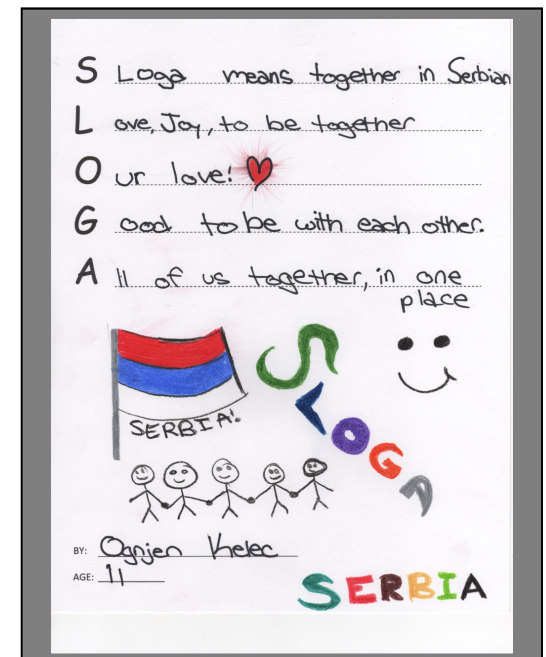 S Loga means together in Serbian
L ove, Joy, to be together
O ur love!
G ood to be with each other.
A ll of us together, in one
place
SLOGA
SERBIA!
BY: Ognjen Kelec
AGE: 11
SERBIA